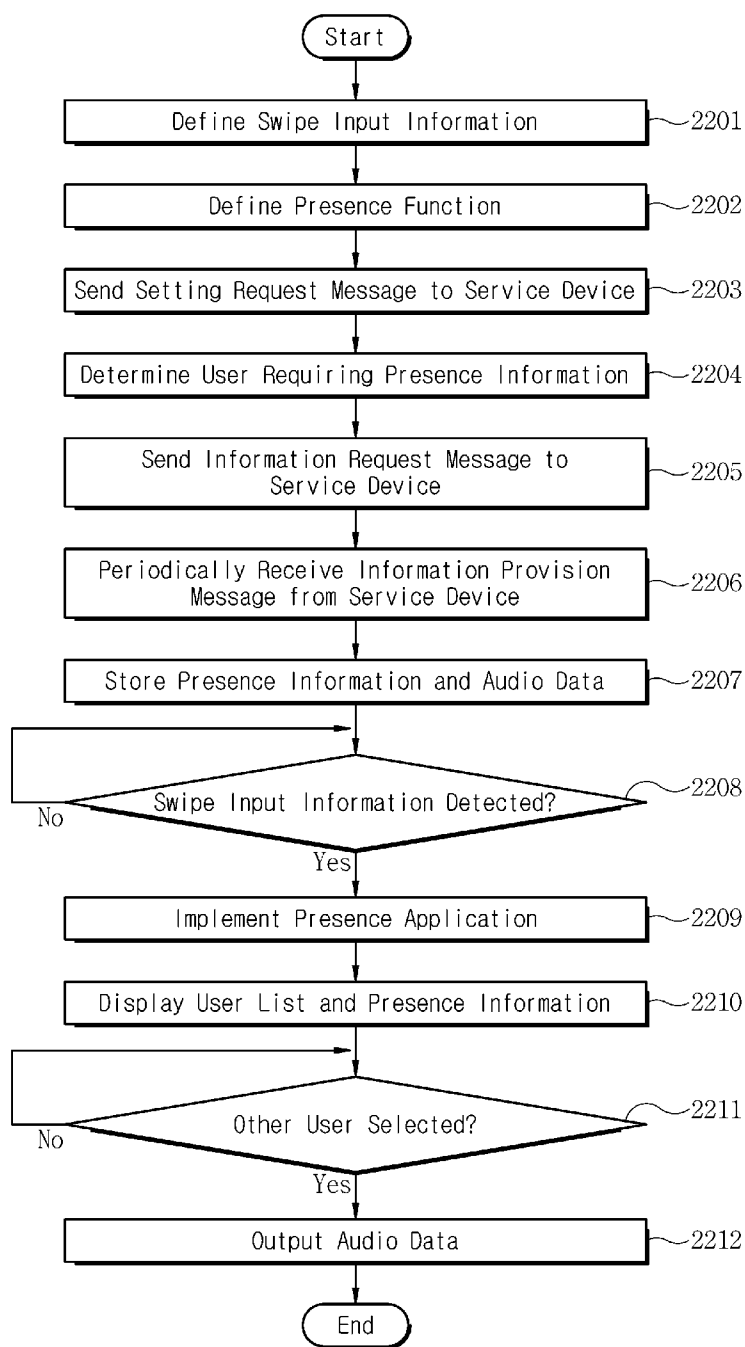 Start
Define Swipe Input Information
2201
Define Presence Function
2202
Send Setting Request Message to Service Device
2203
Determine User Requiring Presence Information
2204
Send Information Request Message to
Service Device
2205
Periodically Receive Information Provision
Message from Service Device
2206
Store Presence Information and Audio Data
2207
Swipe Input Information Detected?
2208
No
Yes
Implement Presence Application
2209
Display User List and Presence Information
2210
Other User Selected?
2211
No
Yes
Output Audio Data
2212
End